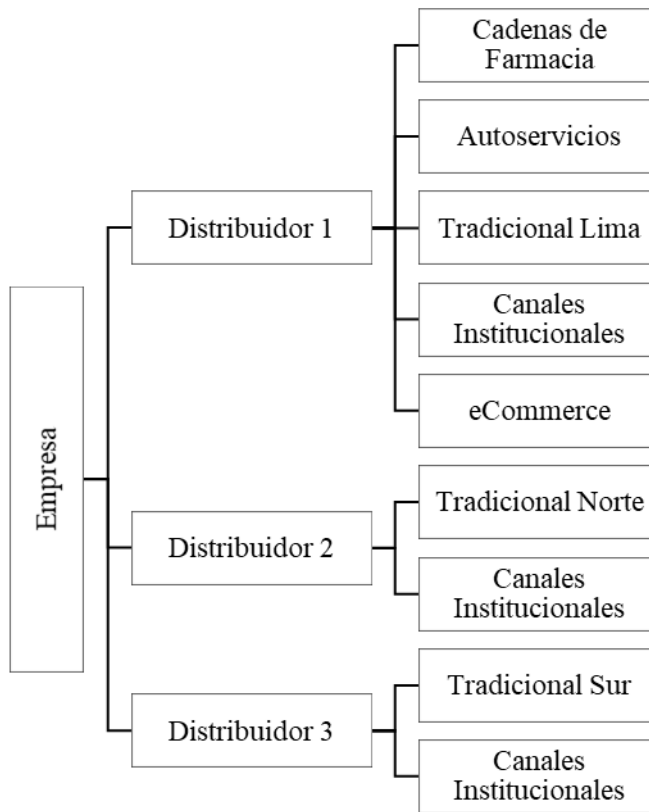 Empresa
Distribuidor 1
Cadenas de
Farmacia
Autoservicios
Tradicional Lima
Canales
Institucionales
eCommerce
Distribuidor 2
Tradicional Norte
Canales
Institucionales
Distribuidor 3
Tradicional Sur
Canales
Institucionales